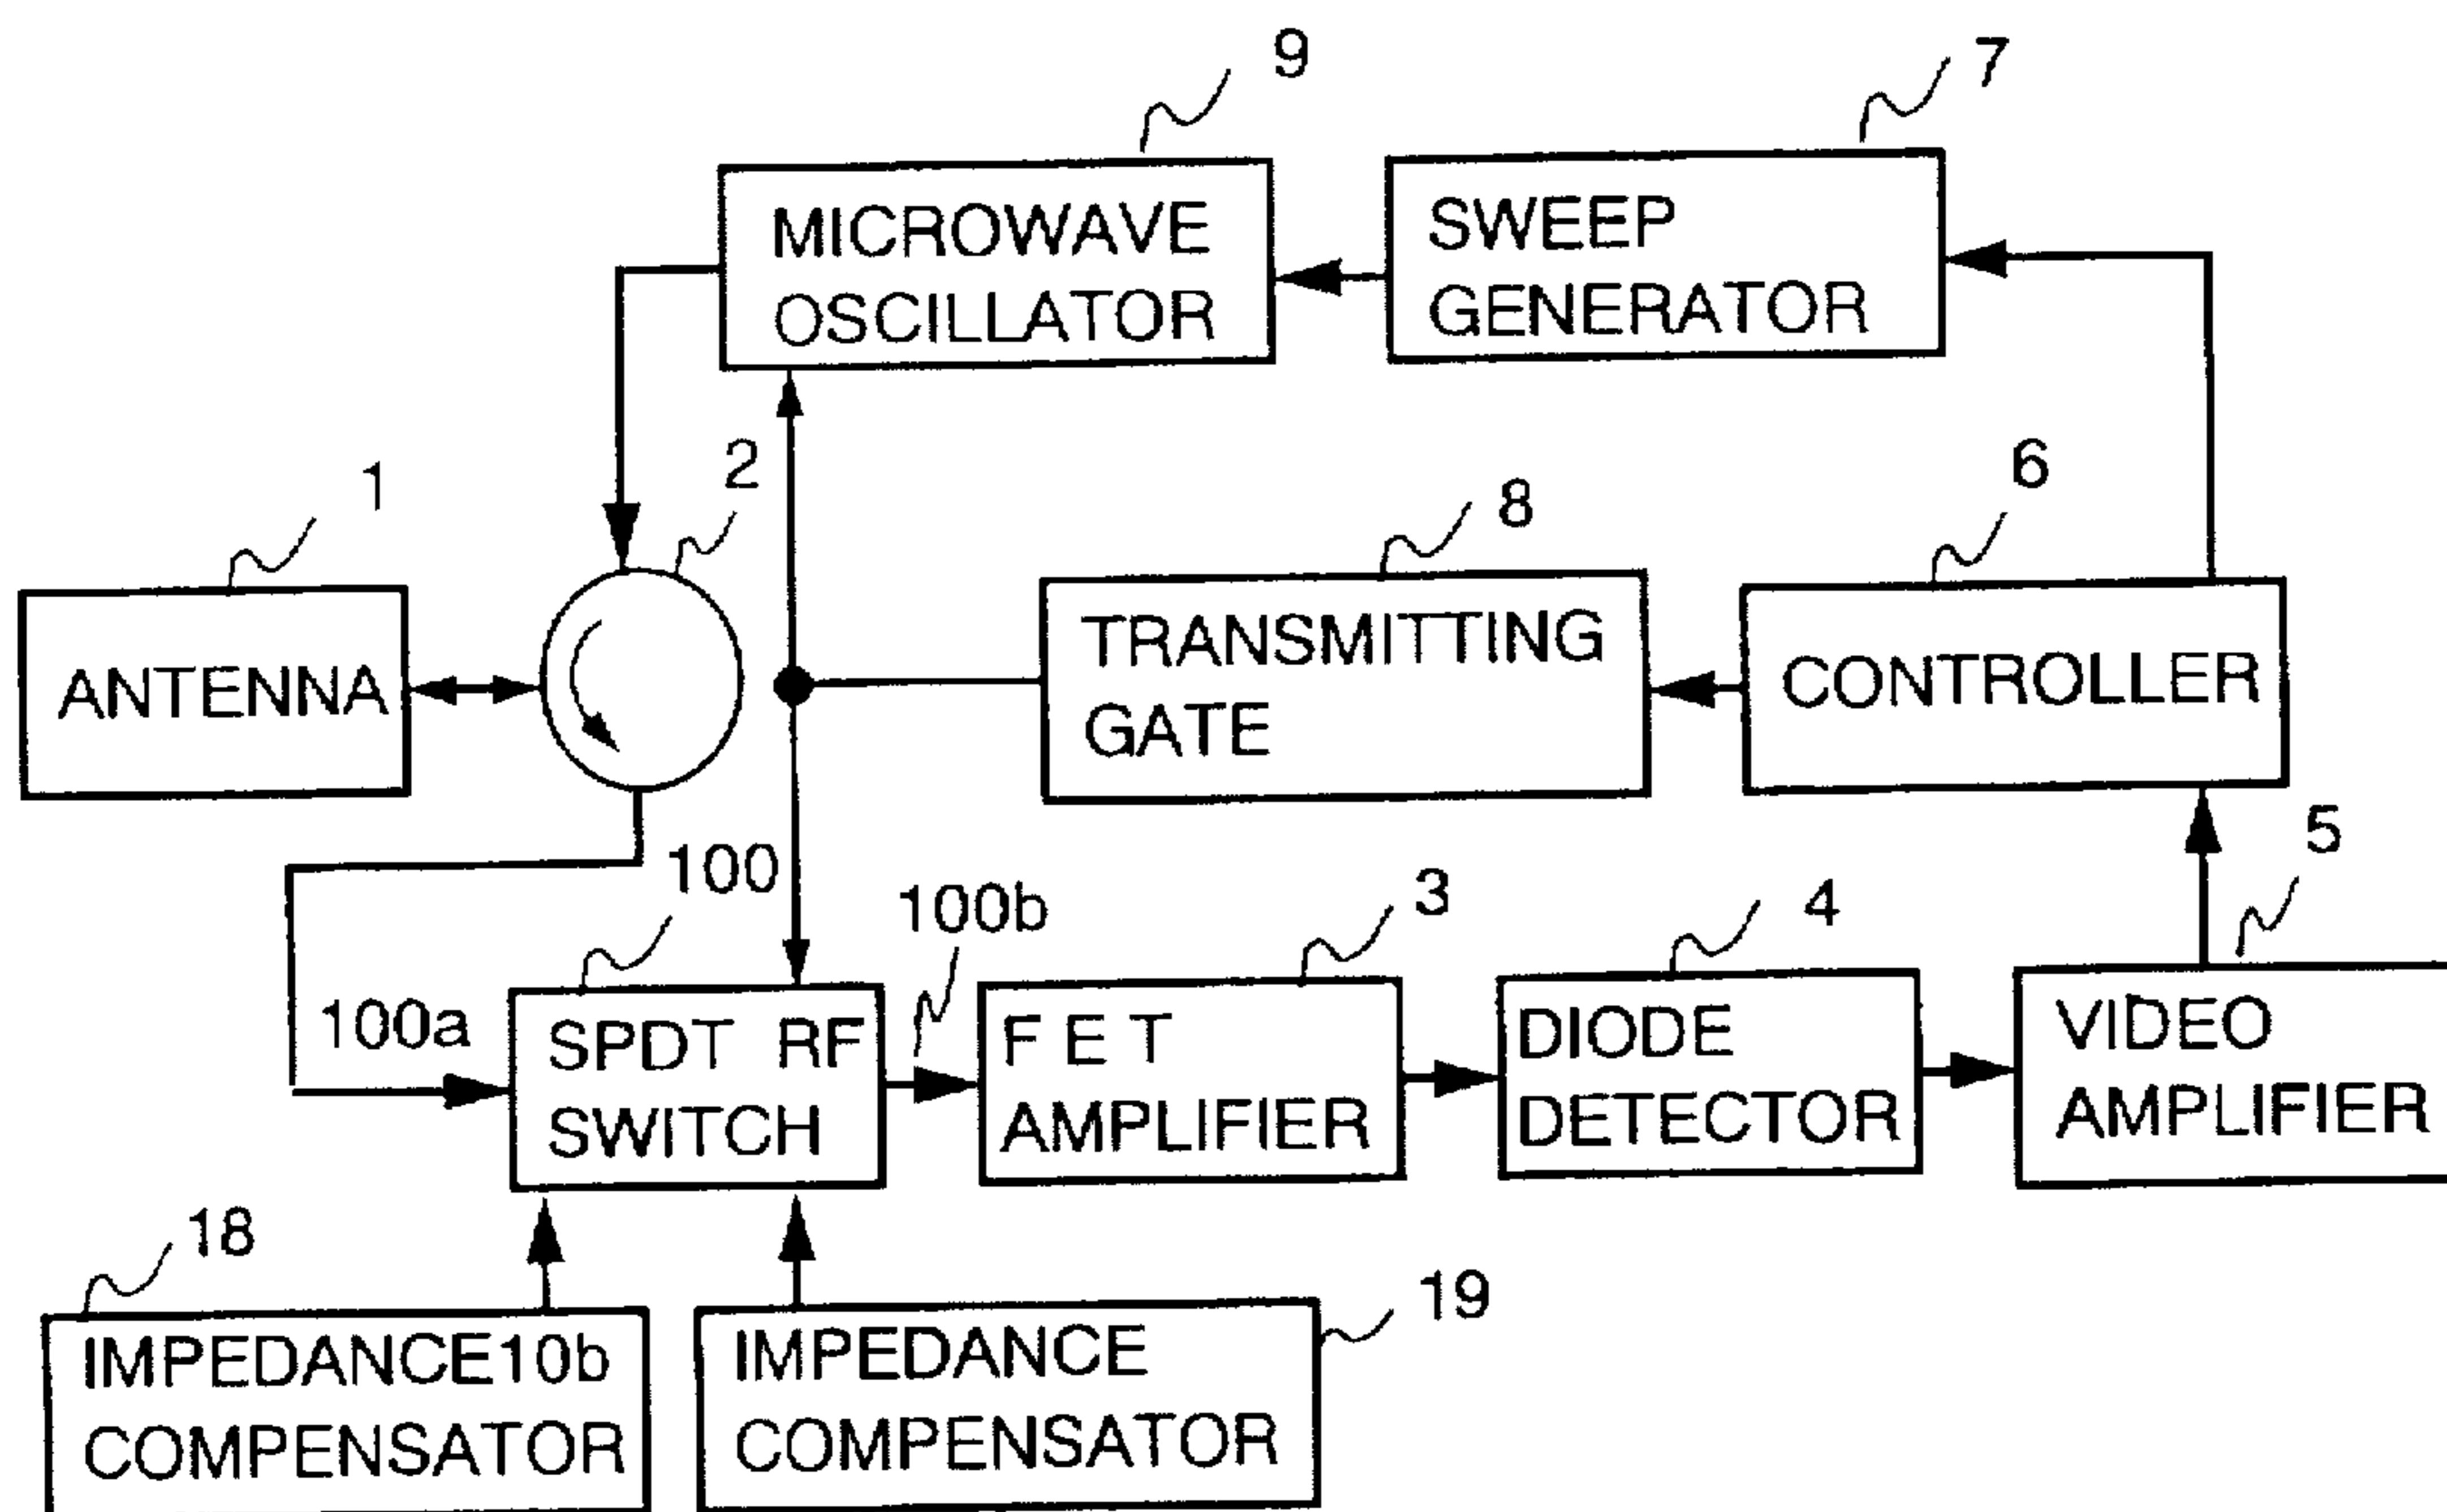 9
7
MICROWAVE
OSCILLATOR
SWEEP
GENERATOR
1
2
8
6
ANTENNA
TRANSMITTING
GATE
CONTROLLER
100
100b
3
4
5
100a
SPDT RF
SWITCH
F E T
AMPLIFIER
DIODE
DETECTOR
VIDEO
AMPLIFIER
18
19
IMPEDANCE10b
COMPENSATOR
IMPEDANCE
COMPENSATOR